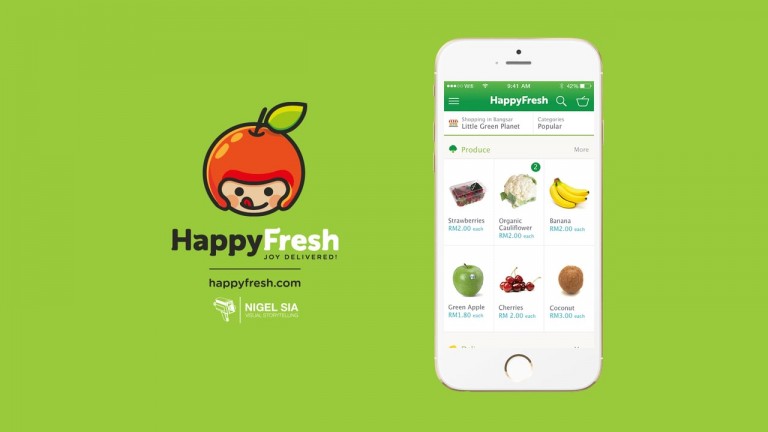 HappyFresh
JOY DELIVERED!
happyfresh.com
NIGEL SIA
VISUAL STORYTELLING
9:41 AM
42%
HappyFresh
Shopping in Bangsar
Little Green Planet
Categories
Popular
Produce
More
2
Strawberries
RM2.00 each
Organic
Cauliflower
RM2.00 each
Banana
RM2.00 each
Green Apple
RM1.80 each
Cherries
RM 2.00 each
Coconut
RM3.00 each